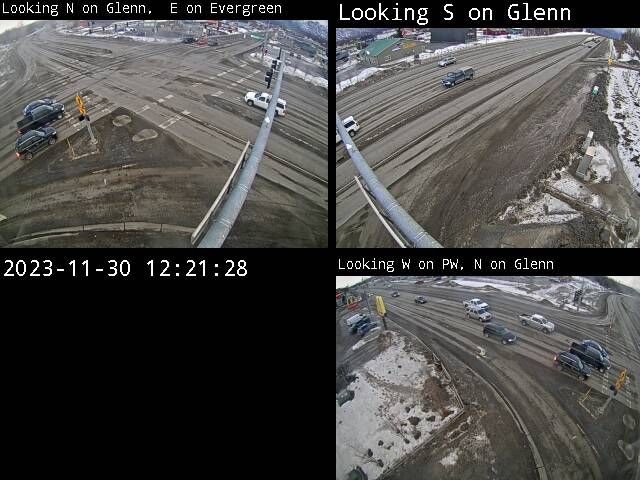 Looking N on Glenn,  E on Evergreen
Looking S on Glenn
2023-11-30 12:21:28
Looking W on PW, N on Glenn